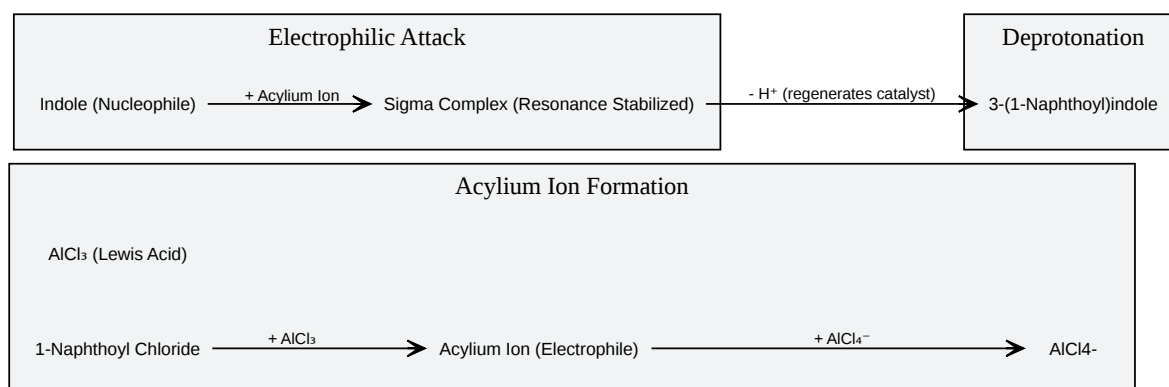 Electrophilic Attack
Deprotonation
Indole (Nucleophile)
+ Acylium Ion
Sigma Complex (Resonance Stabilized)
- H⁺ (regenerates catalyst)
3-(1-Naphthoyl)indole
Acylium Ion Formation
AlCl₃ (Lewis Acid)
1-Naphthoyl Chloride
+ AlCl₃
Acylium Ion (Electrophile)
+ AlCl₄⁻
AlCl4-